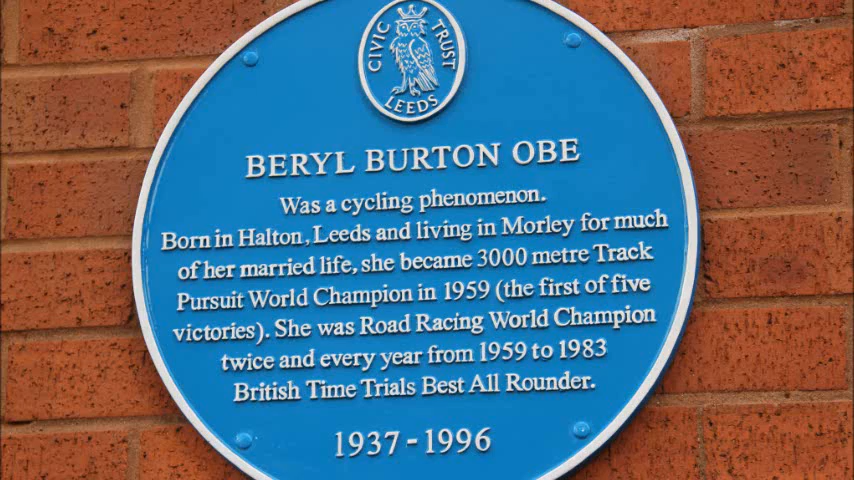 CIVIC TRUST
LEEDS
BERYL BURTON OBE
Was a cycling phenomenon.
Born in Halton, Leeds and living in Morley for much
of her married life, she became 3000 metre Track
Pursuit World Champion in 1959 (the first of five
victories). She was Road Racing World Champion
twice and every year from 1959 to 1983
British Time Trials Best All Rounder.
1937 - 1996